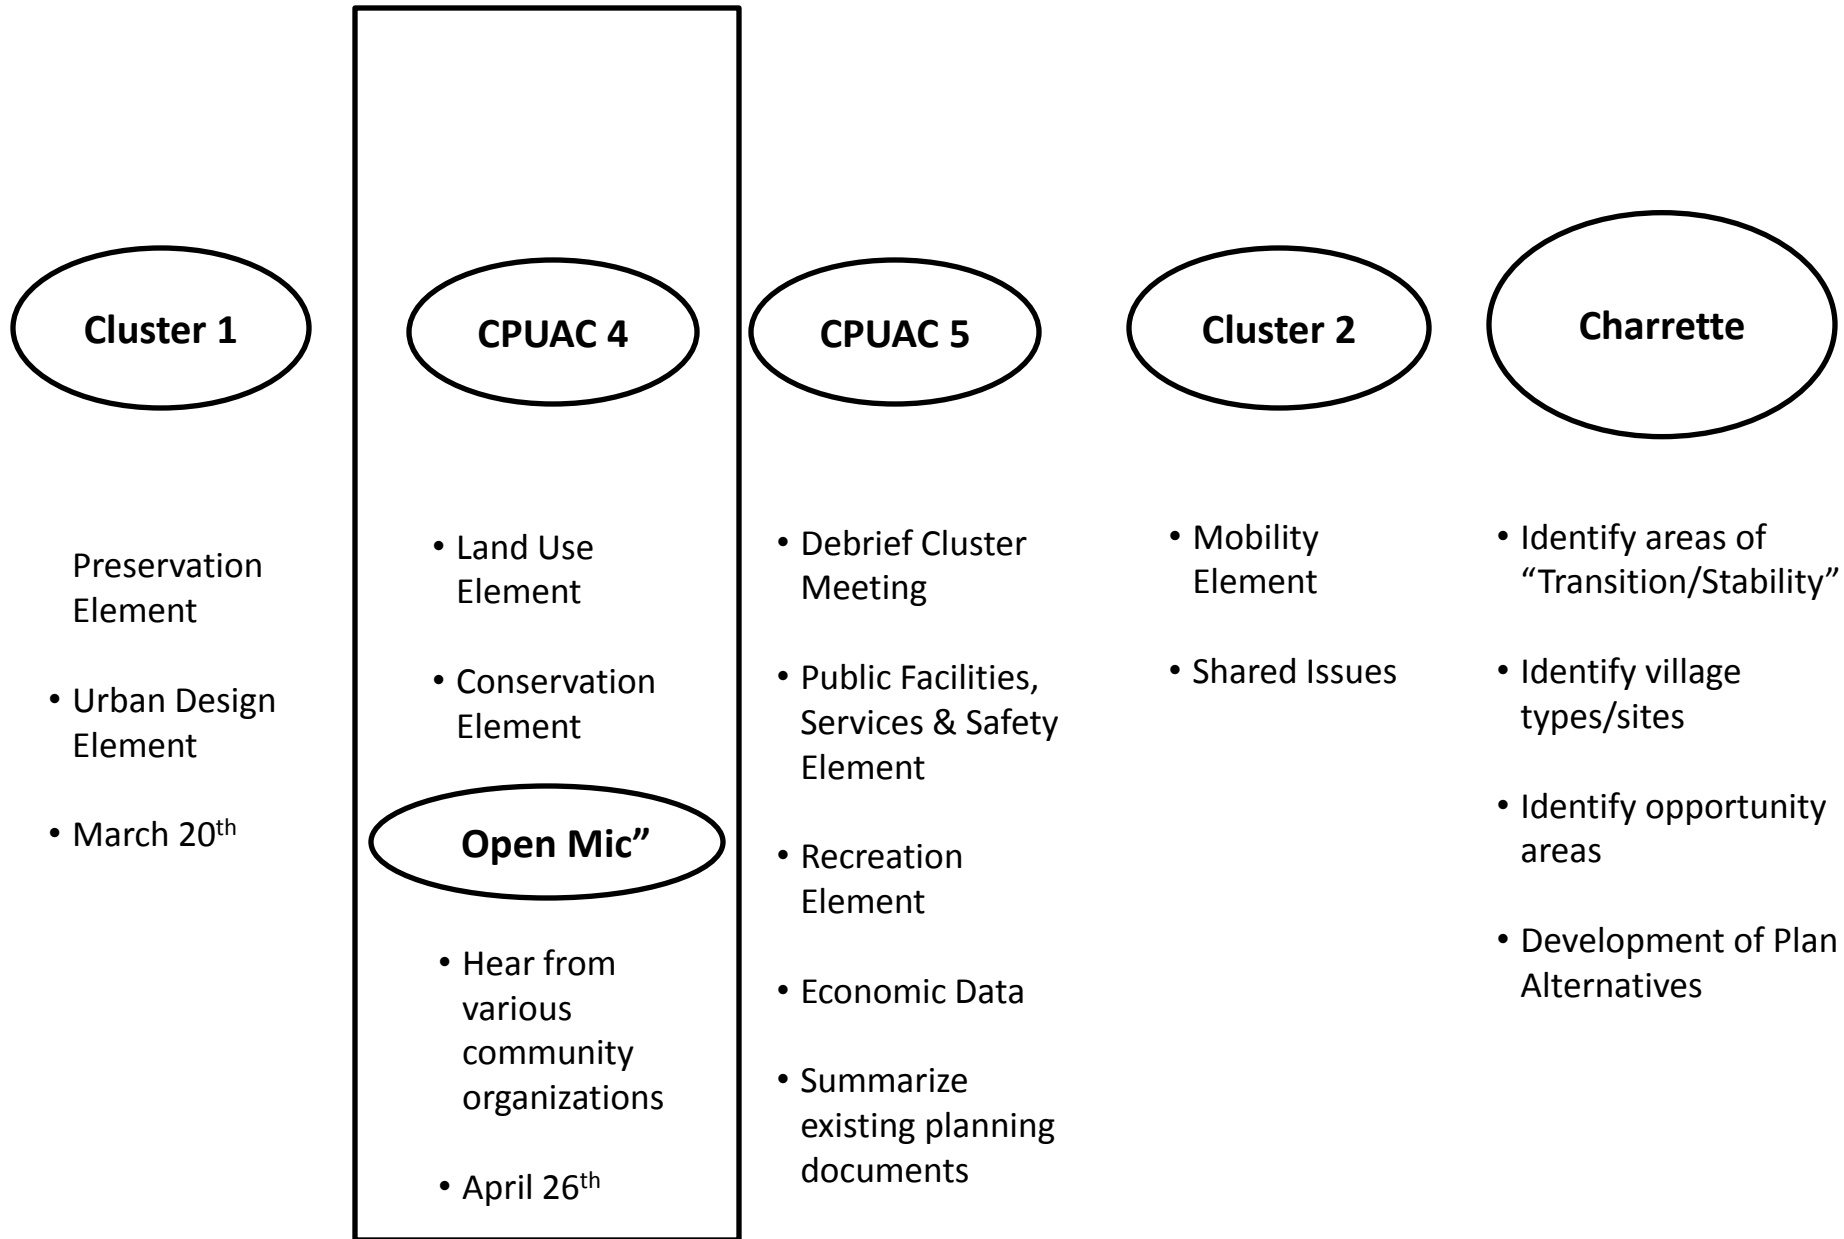 Cluster 1
Preservation
Element
• Urban Design
Element
• March 20th
CPUAC 4
• Land Use
Element
• Conservation
Element
Open Mic”
• Hear from
various
community
organizations
• April 26th
CPUAC 5
• Debrief Cluster
Meeting
• Public Facilities,
Services & Safety
Element
• Recreation
Element
• Economic Data
• Summarize
existing planning
documents
Cluster 2
• Mobility
Element
• Shared Issues
Charrette
• Identify areas of
“Transition/Stability”
• Identify village
types/sites
• Identify opportunity
areas
• Development of Plan
Alternatives